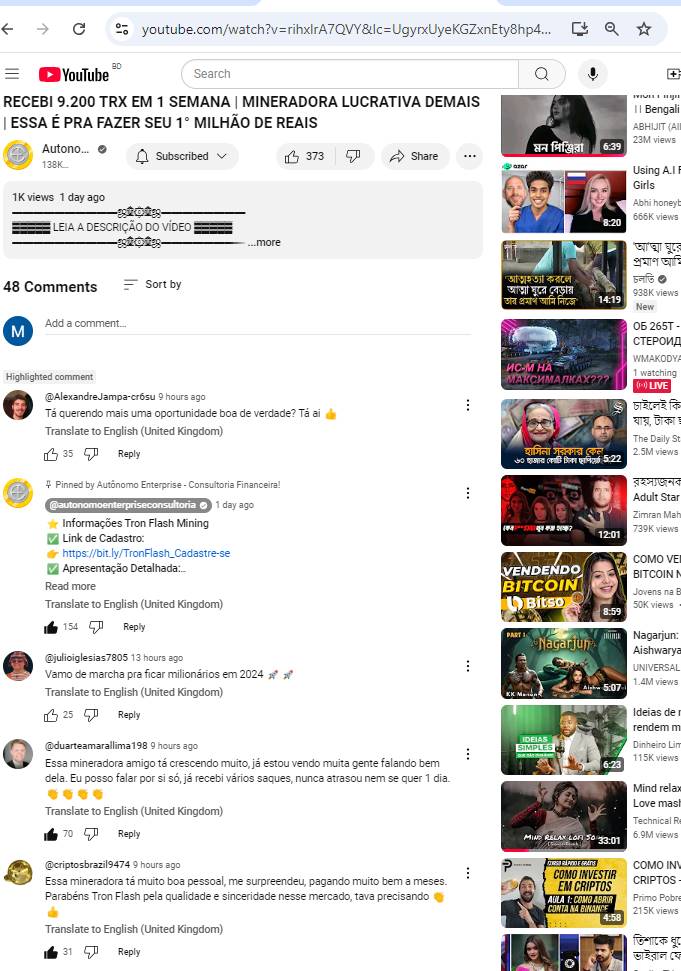 youtube.com/watch?v=rihxIrA7QVY&lc=UgyrxUyeKGZxnEty8hp4...
YouTube BD
Search
RECEBI 9.200 TRX EM 1 SEMANA | MINERADORA LUCRATIVA DEMAIS
| ESSA É PRA FAZER SEU 1° MILHÃO DE REAIS
Autono...
138K...
Subscribed
373
Share
1K views 1 day ago
LEIA A DESCRIÇÃO DO VÍDEO
...more
48 Comments
Sort by
M
Add a comment...
Highlighted comment
@AlexandreJampa-cr6su 9 hours ago
Tá querendo mais uma oportunidade boa de verdade? Tá ai 👍
Translate to English (United Kingdom)
35
Reply
Pinned by Autônomo Enterprise - Consultoria Financeira!
@autonomoenterpriseconsultoria 1 day ago
⭐ Informações Tron Flash Mining
✅ Link de Cadastro:
👉 https://bit.ly/TronFlash_Cadastre-se
✅ Apresentação Detalhada:..
Read more
Translate to English (United Kingdom)
154
Reply
@julioiglesias7805 13 hours ago
Vamo de marcha pra ficar milionários em 2024 🚀 🚀
Translate to English (United Kingdom)
25
Reply
@duarteamarallima198 9 hours ago
Essa mineradora amigo tá crescendo muito, já estou vendo muita gente falando bem
dela. Eu posso falar por si só, já recebi vários saques, nunca atrasou nem se quer 1 dia.
👏 👏 👏 👏
Translate to English (United Kingdom)
70
Reply
@criptosbrazil9474 9 hours ago
Essa mineradora tá muito boa pessoal, me surpreendeu, pagando muito bem a meses.
Parabéns Tron Flash pela qualidade e sinceridade nesse mercado, tava precisando 👏
👍
Translate to English (United Kingdom)
31
Reply
মন পিঞ্জিরা
6:39
|| Bengali
ABHIJIT (AI
23M views
azar
8:20
Using A.I F
Girls
Abhi honeyb
666K views
'আত্মহত্যা করলে
আত্মা ঘুরে বেড়ায়
তার প্রমাণ আমি নিজে'
14:19
'আত্মা ঘুরে
প্রমাণ আমি
চলতি
938K views
New
ИС-М НА
МАКСИМАЛКАХ???
ОБ 265T -
СТЕРОИД
WMAKODYA
1 watching
LIVE
হাসিনা সরকার কেন
৬০ হাজার কোটি টাকা ছাপিয়েছে
5:22
চাইলেই কি
যায়, টাকা ছ
The Daily St
2.5M views
12:01
রহস্যজনক
Adult Star
Zimran Mah
739K views
VENDENDO
BITCOIN
Bitso
8:59
COMO VEN
BITCOIN N
Jovens na B
50K views
PART 1
Nagarjun
KK Menon
5:07
Nagarjun:
Aishwarya
UNIVERSAL
1.4M views
IDEIAS
SIMPLES
6:23
Ideias de n
rendem m
Dinheiro Lim
115K views
MIND RELAX LOFI SO
33:01
Mind relax
Love mash
Technical Re
6.9M views
CURSO RÁPIDO E GRÁTIS
COMO INVESTIR
EM CRIPTOS
AULA 1: COMO ABRIR
CONTA NA BINANCE
4:58
COMO INV
CRIPTOS -
Primo Pobre
215K views
তিশাকে ধু
ভাইরাল ফে